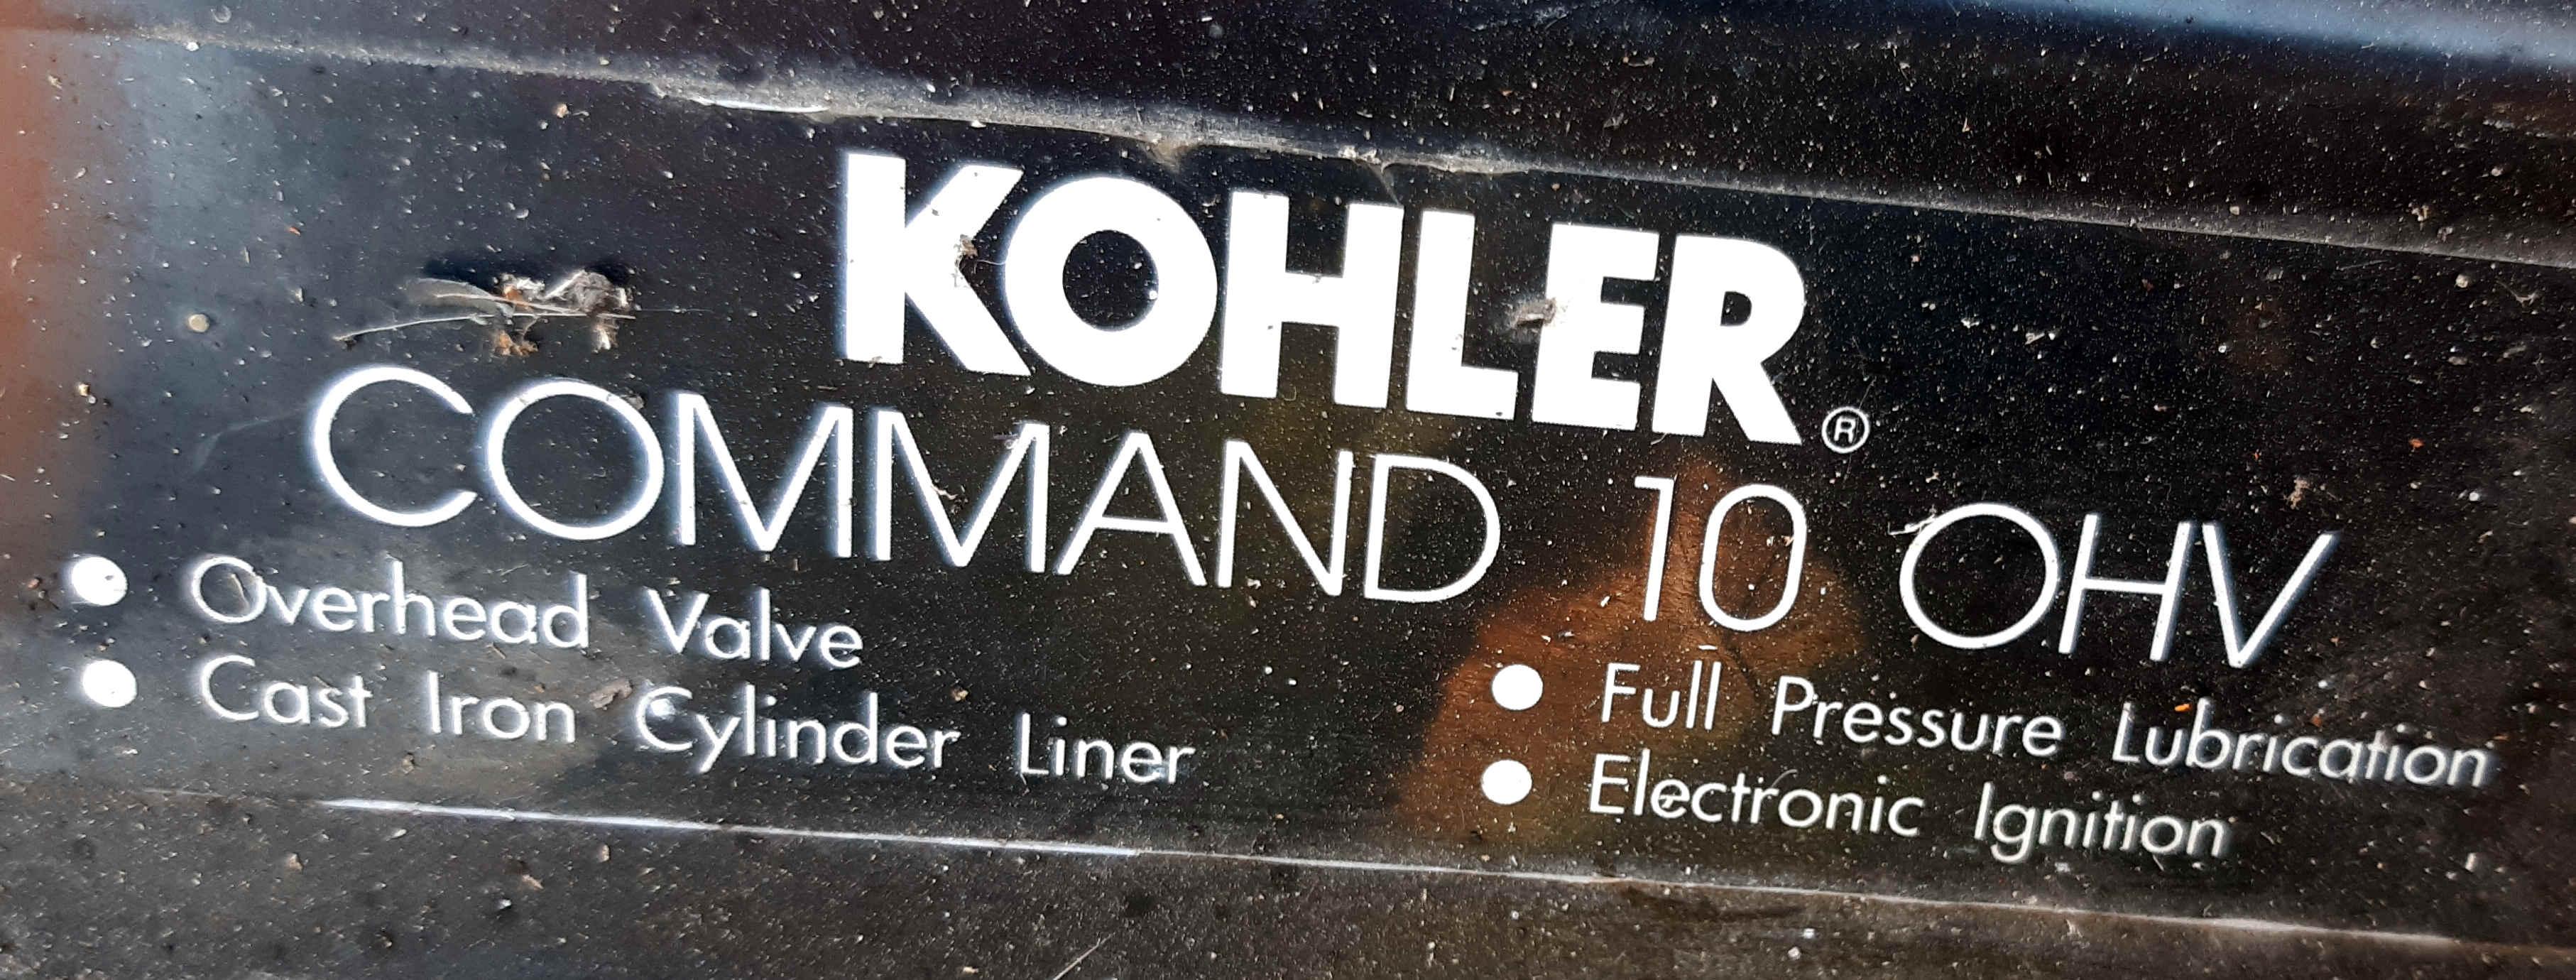 KOHLER®
COMMAND 10 OHV
• Overhead Valve
• Cast Iron Cylinder Liner
• Full Pressure Lubrication
• Electronic Ignition